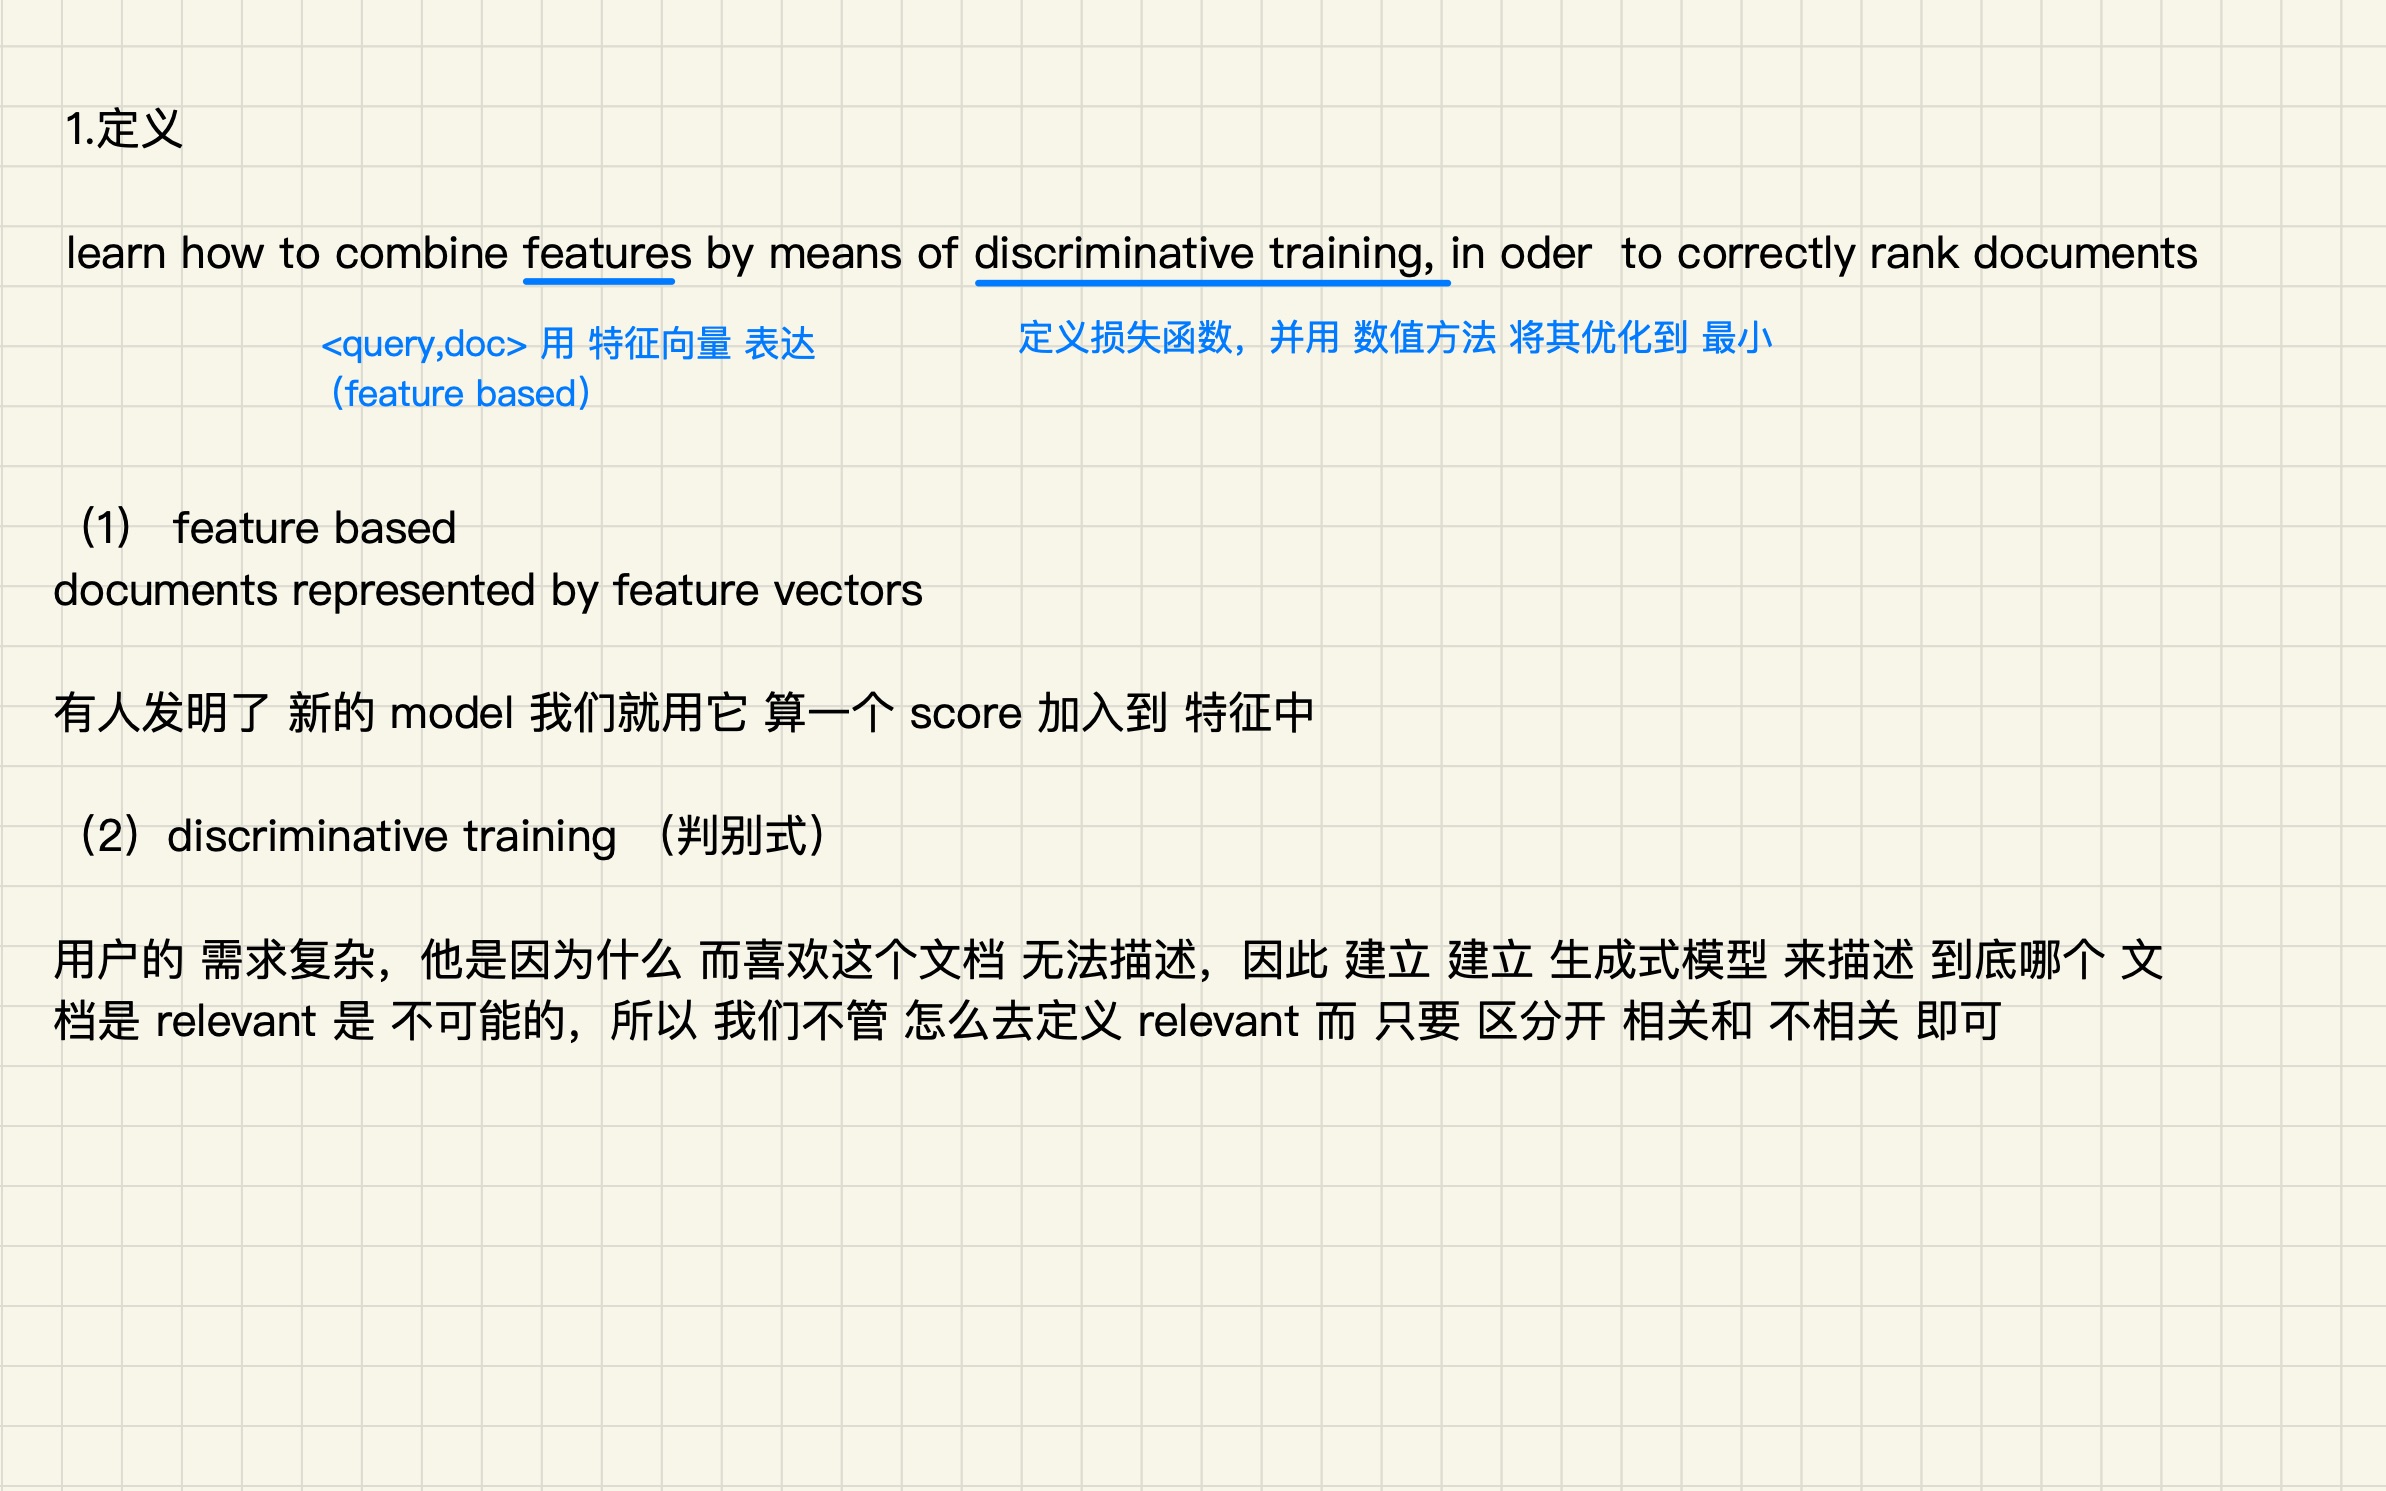 1.定义
learn how to combine features by means of discriminative training, in oder  to correctly rank documents
<query,doc> 用 特征向量 表达
（feature based）
定义损失函数，并用 数值方法 将其优化到 最小
（1） feature based
documents represented by feature vectors
有人发明了 新的 model 我们就用它 算一个 score 加入到 特征中
（2）discriminative training （判别式）
用户的 需求复杂，他是因为什么 而喜欢这个文档 无法描述，因此 建立 建立 生成式模型 来描述 到底哪个 文
档是 relevant 是 不可能的，所以 我们不管 怎么去定义 relevant 而 只要 区分开 相关和 不相关 即可